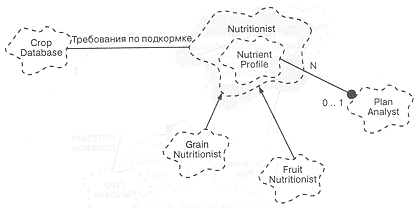 Crop
Database
Требования по подкормке
Nutritionist
Nutrient
Profile
N
0 .. 1
Plan
Analyst
Grain
Nutritionist
Fruit
Nutritionist